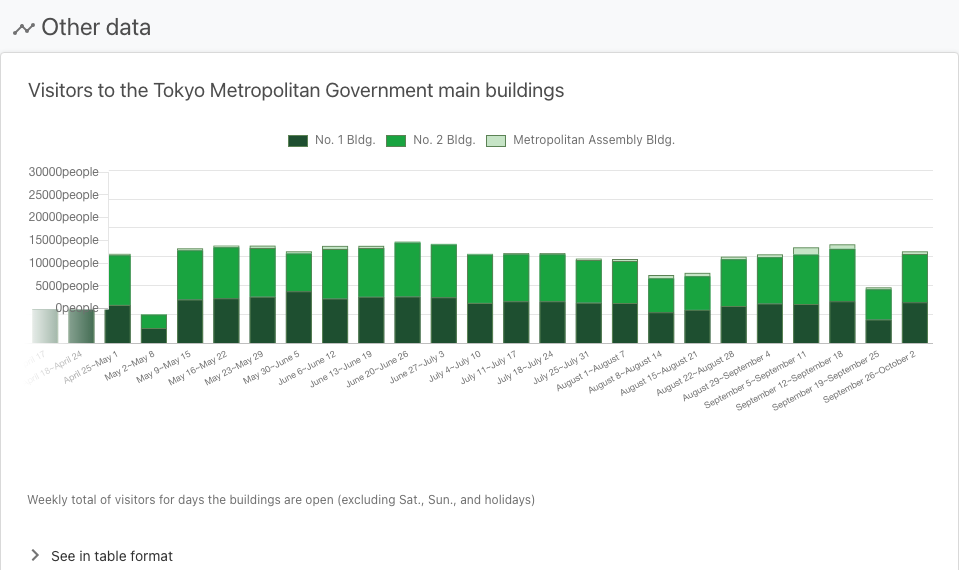 Other data
Visitors to the Tokyo Metropolitan Government main buildings
No. 1 Bldg. No. 2 Bldg. Metropolitan Assembly Bldg.
30000people
25000people
20000people
15000people
10000people
5000people
0people
17
18~April 24
April 25~May 1
May 2~May 8
May 9~May 15
May 16~May 22
May 23~May 29
May 30~June 5
June 6~June 12
June 13~June 19
June 20~June 26
June 27~July 3
July 4~July 10
July 11~July 17
July 18~July 24
July 25~July 31
August 1~August 7
August 8~August 14
August 15~August 21
August 22~August 28
August 29~September 4
September 5~September 11
September 12~September 18
September 19~September 25
September 26~October 2
Weekly total of visitors for days the buildings are open (excluding Sat., Sun., and holidays)
See in table format